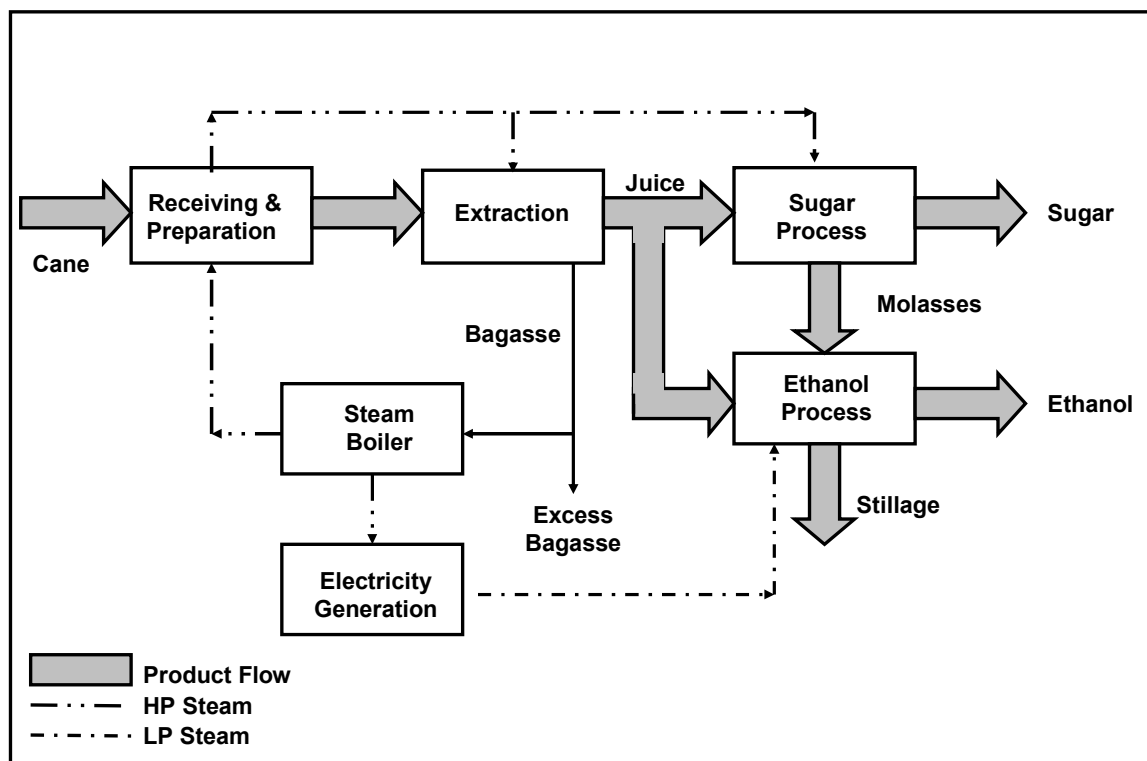 Receiving &
Preparation
Extraction
Juice
Sugar
Process
Sugar
Cane
Molasses
Bagasse
Steam
Boiler
Ethanol
Process
Ethanol
Excess
Bagasse
Stillage
Electricity
Generation
Product Flow
HP Steam
LP Steam